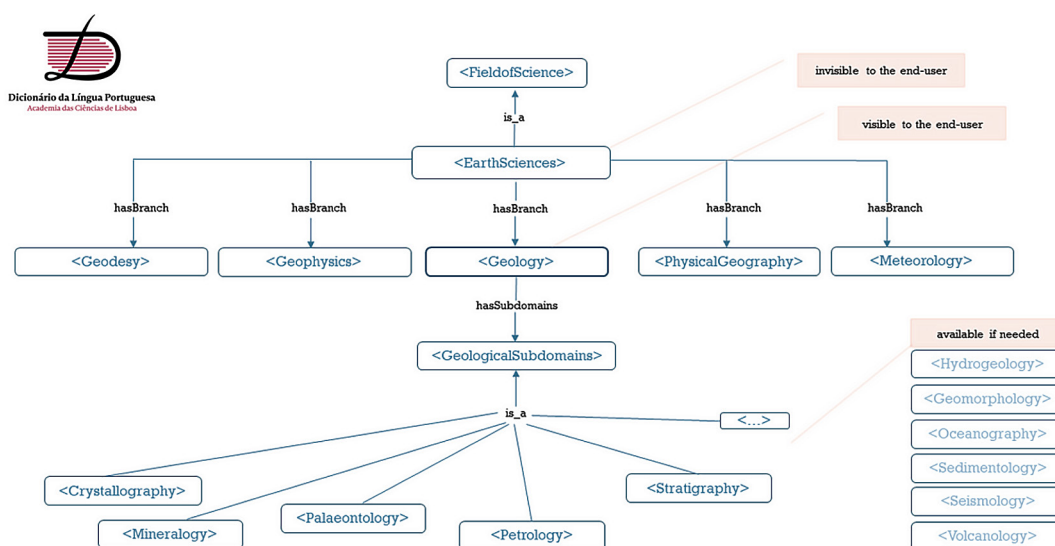 Dicionário da Língua Portuguesa
Academia das Ciências de Lisboa
<FieldofScience>
invisible to the end-user
is_a
visible to the end-user
<EarthSciences>
hasBranch
hasBranch
hasBranch
hasBranch
hasBranch
<Geodesy>
<Geophysics>
<Geology>
<PhysicalGeography>
<Meteorology>
hasSubdomains
available if needed
<GeologicalSubdomains>
<Hydrogeology>
<Geomorphology>
is_a
<...>
<Oceanography>
<Sedimentology>
<Crystallography>
<Stratigraphy>
<Seismology>
<Palaeontology>
<Mineralogy>
<Petrology>
<Volcanology>